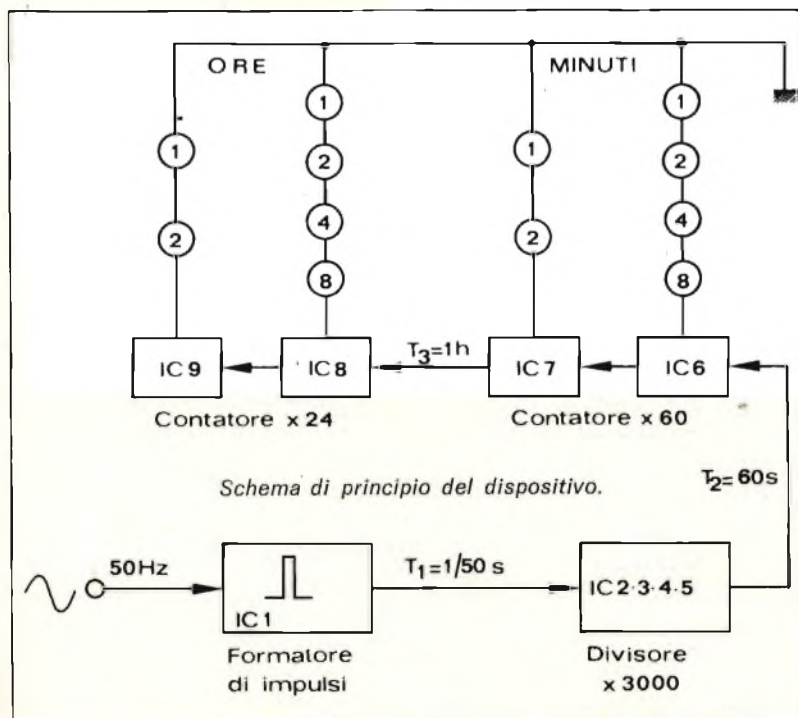 ORE MINUTI
1 1
1 1
2 2
2 4 2 4
8 8
IC9 IC8 T3=1h IC7 IC6
Contatore x 24 Contatore x 60
Schema di principio del dispositivo.
T2=60s
50Hz T1=1/50 s
IC1 IC2·3·4·5
Formatore Divisore
di impulsi x 3000